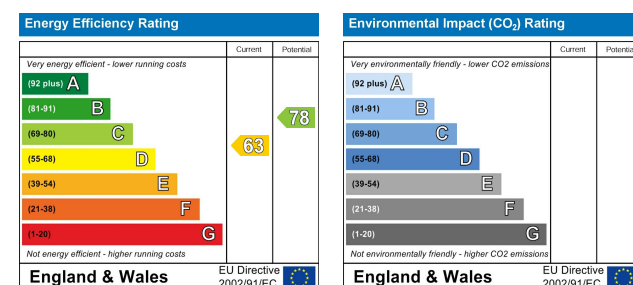 Energy Efficiency Rating
Current Potential
Very energy efficient - lower running costs
(92 plus) A
(81-91) B
78
(69-80) C
63
(55-68) D
(39-54) E
(21-38) F
(1-20) G
Not energy efficient - higher running costs
England & Wales
EU Directive
2002/91/EC
Environmental Impact (CO₂) Rating
Current
Very environmentally friendly - lower CO2 emissions
(92 plus) A
(81-91) B
(69-80) C
(55-68) D
(39-54) E
(21-38) F
(1-20) G
Not environmentally friendly - higher CO2 emissions
England & Wales
EU Directive
2002/91/EC